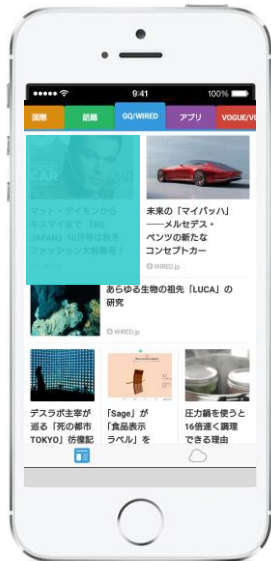 9:41
100%
国際
話題
GQ/WIRED
アプリ
VOGUE/
CAR
マット・デイモンから
キスマイまで 「GQ
JAPAN」10月号は秋冬
ファッション大特集号！
未来の「マイバッハ」
──メルセデス・
ベンツの新たな
コンセプトカー
WIRED.jp
あらゆる生物の祖先「LUCA」の
研究
WIRED.jp
デスラボ主宰が
巡る「死の都市
TOKYO」彷徨記
「Sage」が
「食品表示
ラベル」を
圧力鍋を使うと
16倍速く調理
できる理由